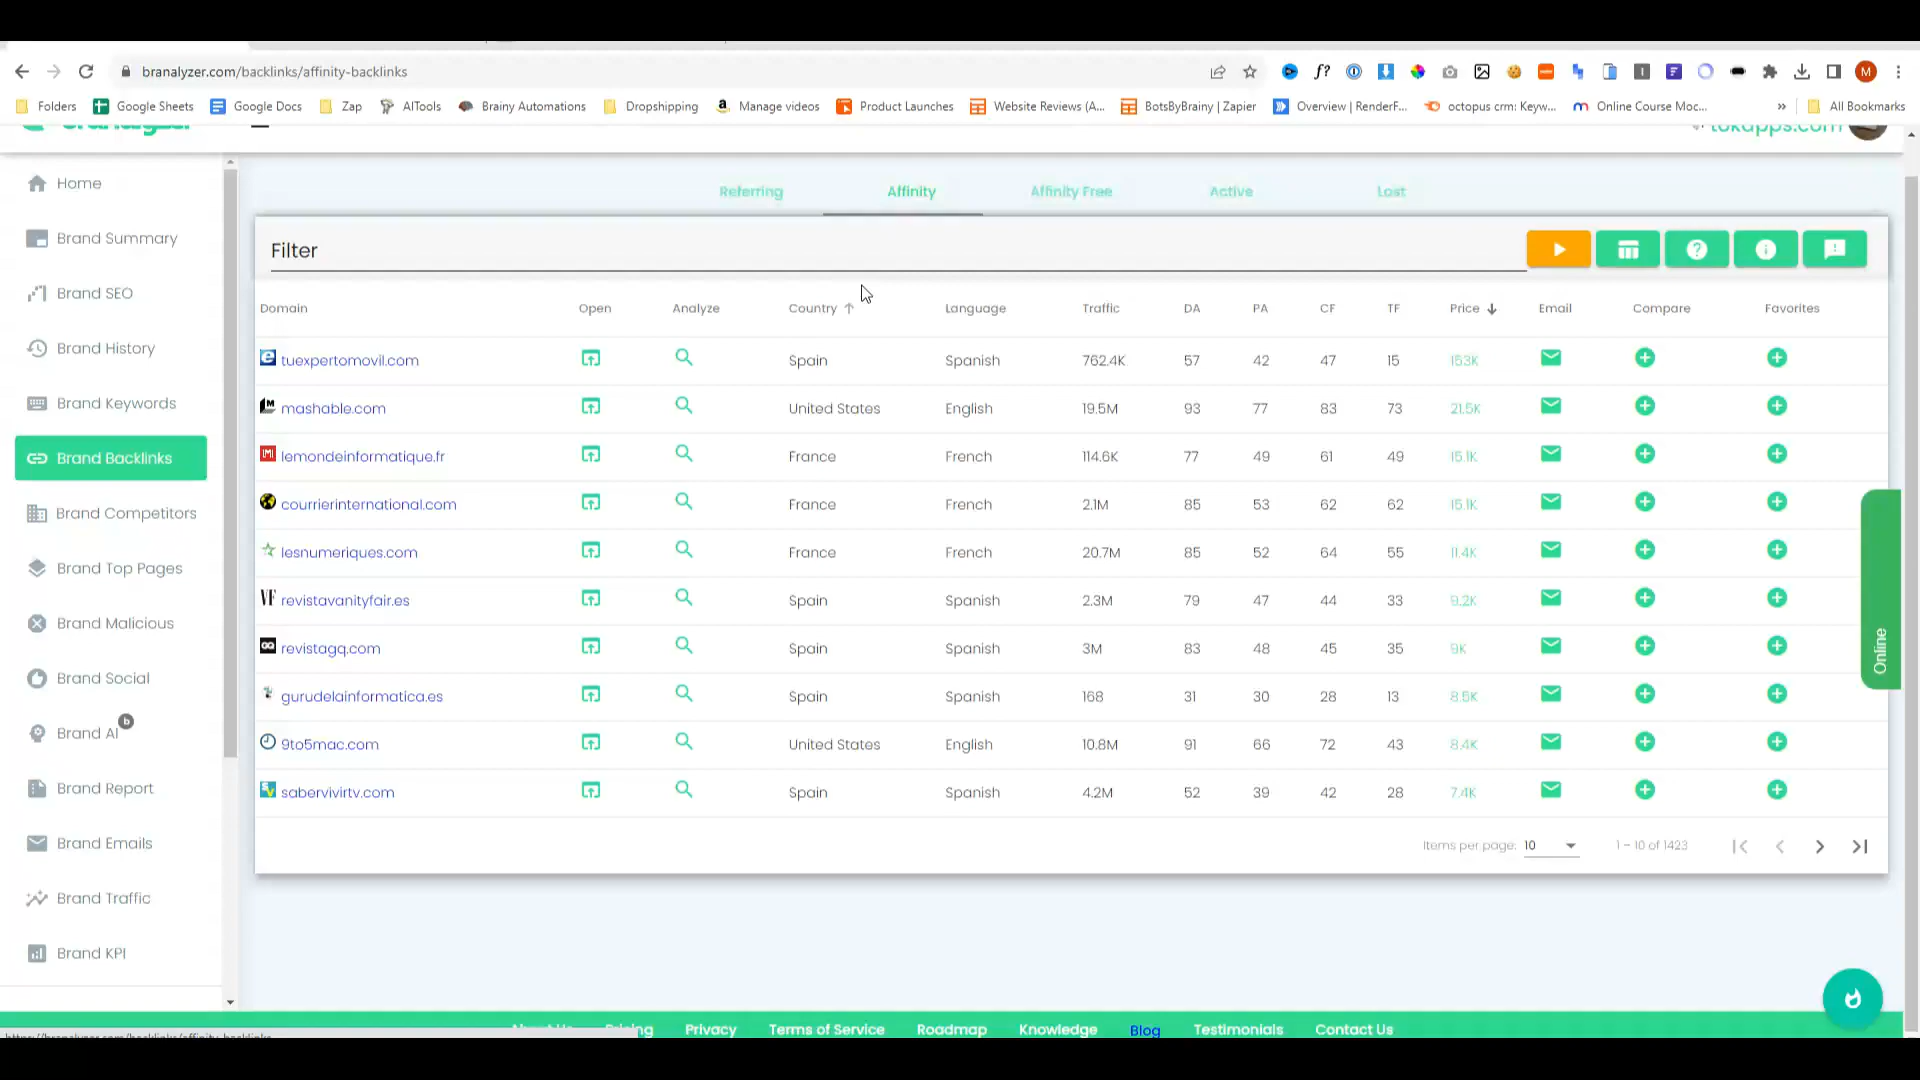 branalyzer.com/backlinks/affinity-backlinks
Folders Google Sheets Google Docs Zap AITools Brainy Automations Dropshipping Manage videos Product Launches Website Reviews (A... BotsByBrainy | Zapier Overview | RenderF... octopus crm: Keyw... Online Course Moc... » All Bookmarks
Branalyzer tokapps.com
Home
Brand Summary
Brand SEO
Brand History
Brand Keywords
Brand Backlinks
Brand Competitors
Brand Top Pages
Brand Malicious
Brand Social
Brand AI b
Brand Report
Brand Emails
Brand Traffic
Brand KPI
Referring Affinity Affinity Free Active Lost
Filter
Domain Open Analyze Country Language Traffic DA PA CF TF Price Email Compare Favorites
tuexpertomovil.com Spain Spanish 762.4K 57 42 47 15 153K
mashable.com United States English 19.5M 93 77 83 73 21.5K
lemondeinformatique.fr France French 114.6K 77 49 61 49 15.1K
courrierinternational.com France French 2.1M 85 53 62 62 15.1K
lesnumeriques.com France French 20.7M 85 52 64 55 11.4K
VF revistavanityfair.es Spain Spanish 2.3M 79 47 44 33 9.2K
revistagq.com Spain Spanish 3M 83 48 45 35 9K
gurudelainformatica.es Spain Spanish 168 31 30 28 13 8.5K
9to5mac.com United States English 10.8M 91 66 72 43 8.4K
sabervivirtv.com Spain Spanish 4.2M 52 39 42 28 7.4K
Items per page: 10 1 – 10 of 1423
Online
About Us Pricing Privacy Terms of Service Roadmap Knowledge Blog Testimonials Contact Us
https://branalyzer.com/backlinks/affinity-backlinks